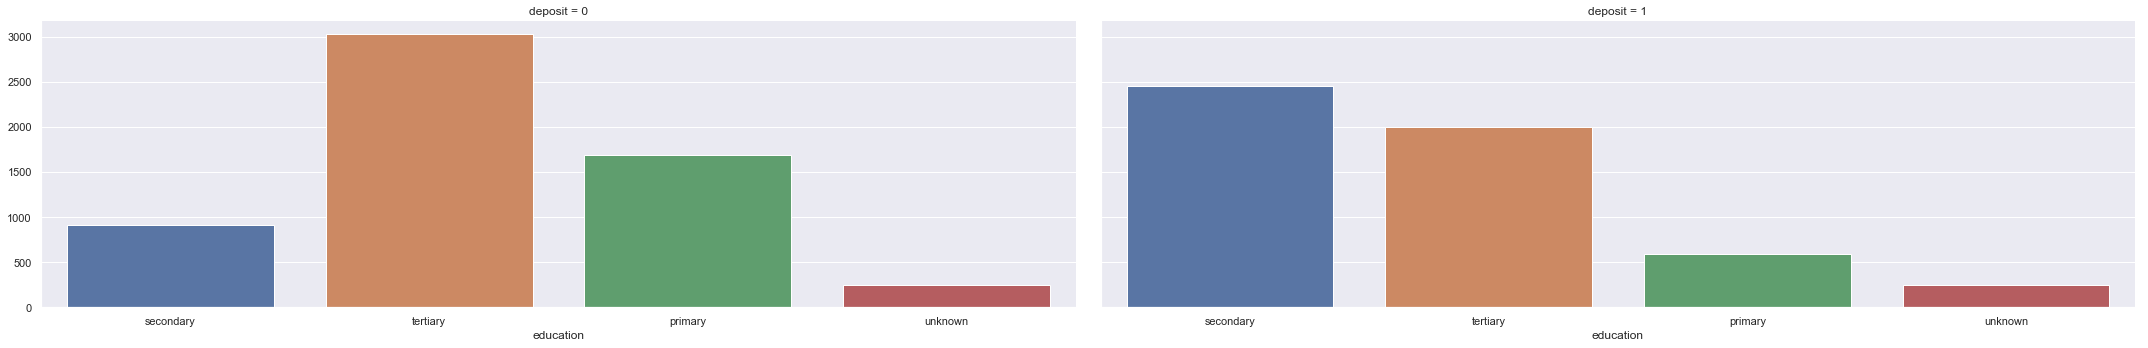 deposit = 0
deposit = 1
3000
2500
2000
1500
1000
500
0
secondary tertiary primary unknown
education
secondary tertiary primary unknown
education